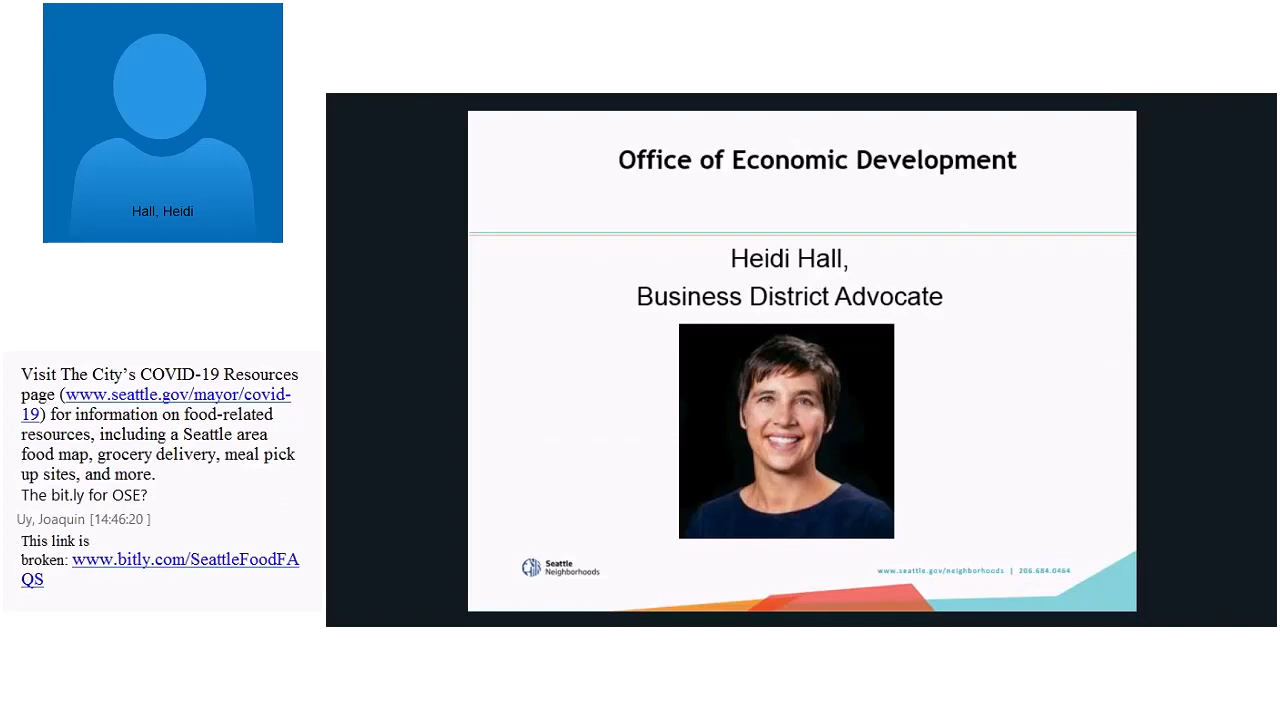 Hall, Heidi
Visit The City’s COVID-19 Resources
page (www.seattle.gov/mayor/covid-
19) for information on food-related
resources, including a Seattle area
food map, grocery delivery, meal pick
up sites, and more.
The bit.ly for OSE?
Uy, Joaquin [14:46:20 ]
This link is
broken: www.bitly.com/SeattleFoodFA
QS
Office of Economic Development
Heidi Hall,
Business District Advocate
Seattle
Neighborhoods
www.seattle.gov/neighborhoods | 206.684.0464